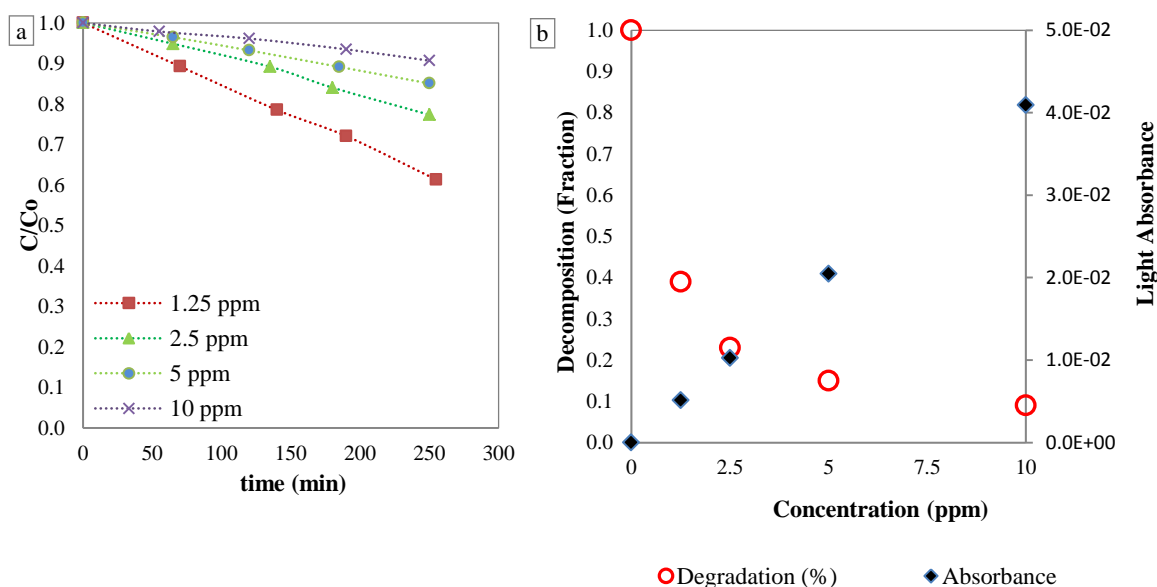 a
1.0
0.9
0.8
0.7
0.6
0.5
0.4
0.3
0.2
0.1
0.0
C/Co
1.25 ppm
2.5 ppm
5 ppm
10 ppm
0 50 100 150 200 250 300
time (min)
b
1.0
0.9
0.8
0.7
0.6
0.5
0.4
0.3
0.2
0.1
0.0
Decomposition (Fraction)
5.0E-02
4.0E-02
3.0E-02
2.0E-02
1.0E-02
0.0E+00
Light Absorbance
0 2.5 5 7.5 10
Concentration (ppm)
Degradation (%) Absorbance